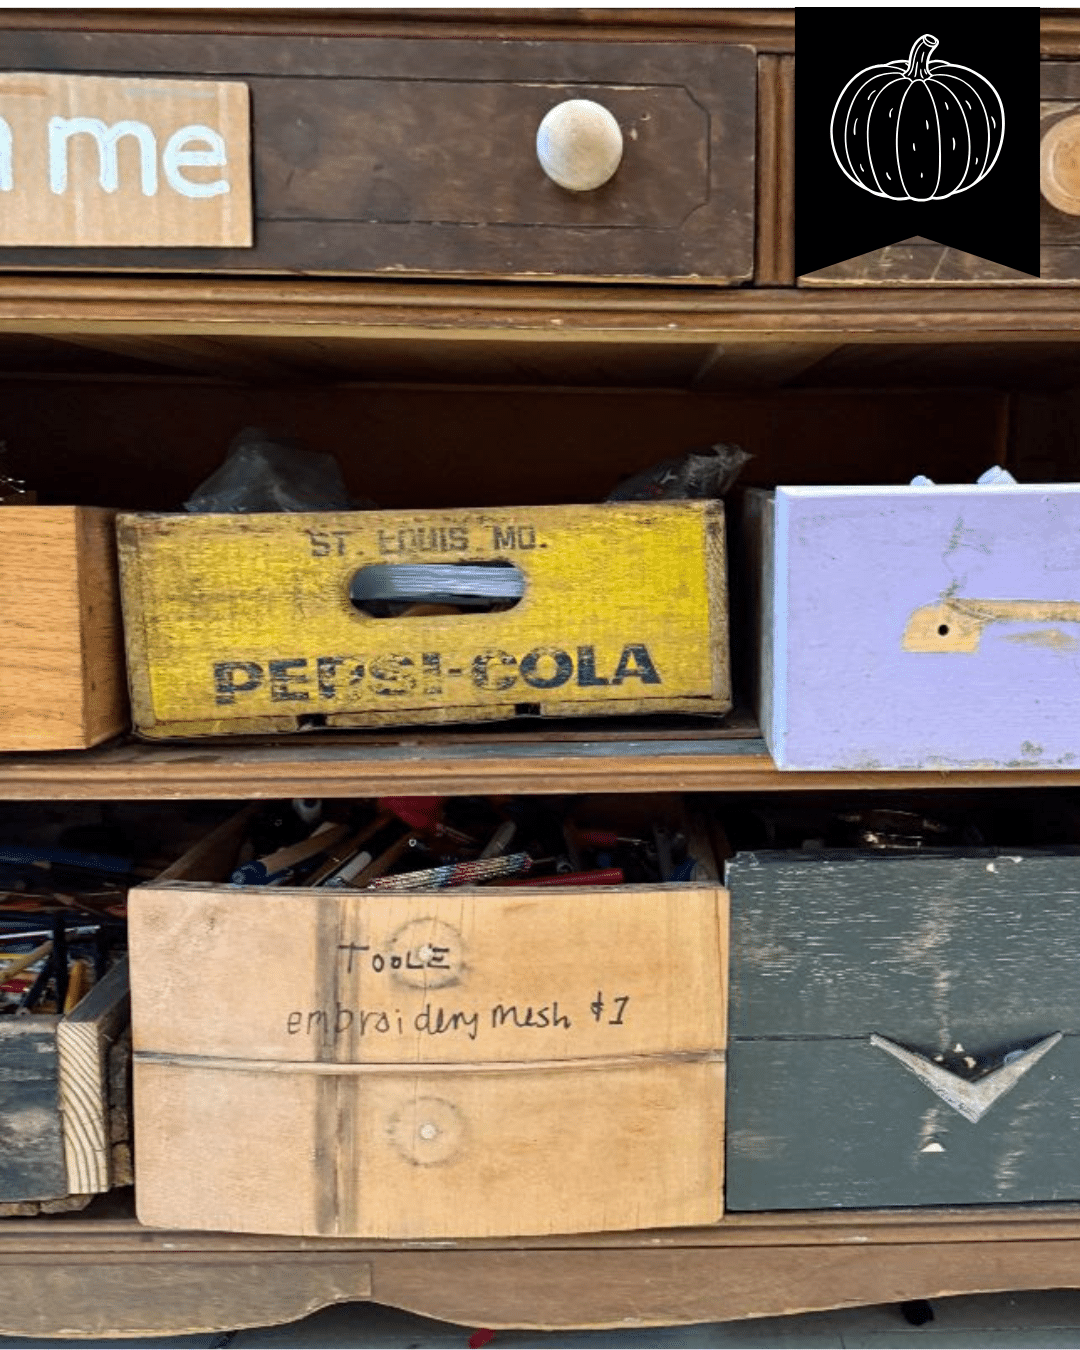 me
ST. LOUIS MO.
PEPSI-COLA
TOOLE
embroidery mesh $1